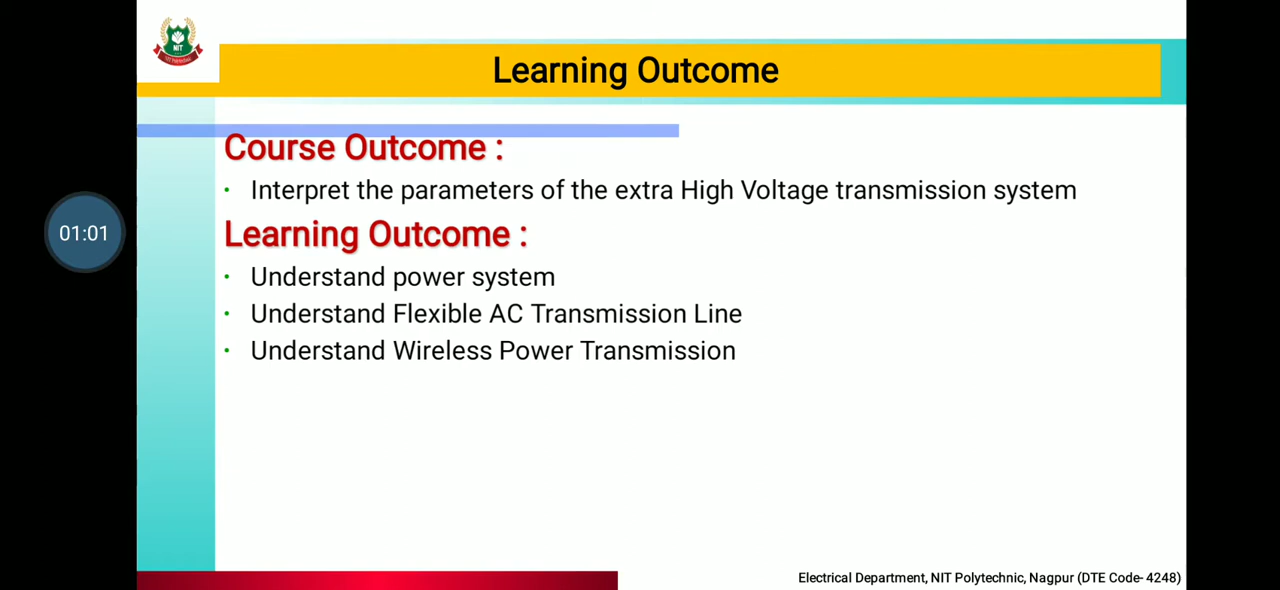 NIT
Learning Outcome
Course Outcome :
• Interpret the parameters of the extra High Voltage transmission system
Learning Outcome :
• Understand power system
• Understand Flexible AC Transmission Line
• Understand Wireless Power Transmission
01:01
Electrical Department, NIT Polytechnic, Nagpur (DTE Code- 4248)